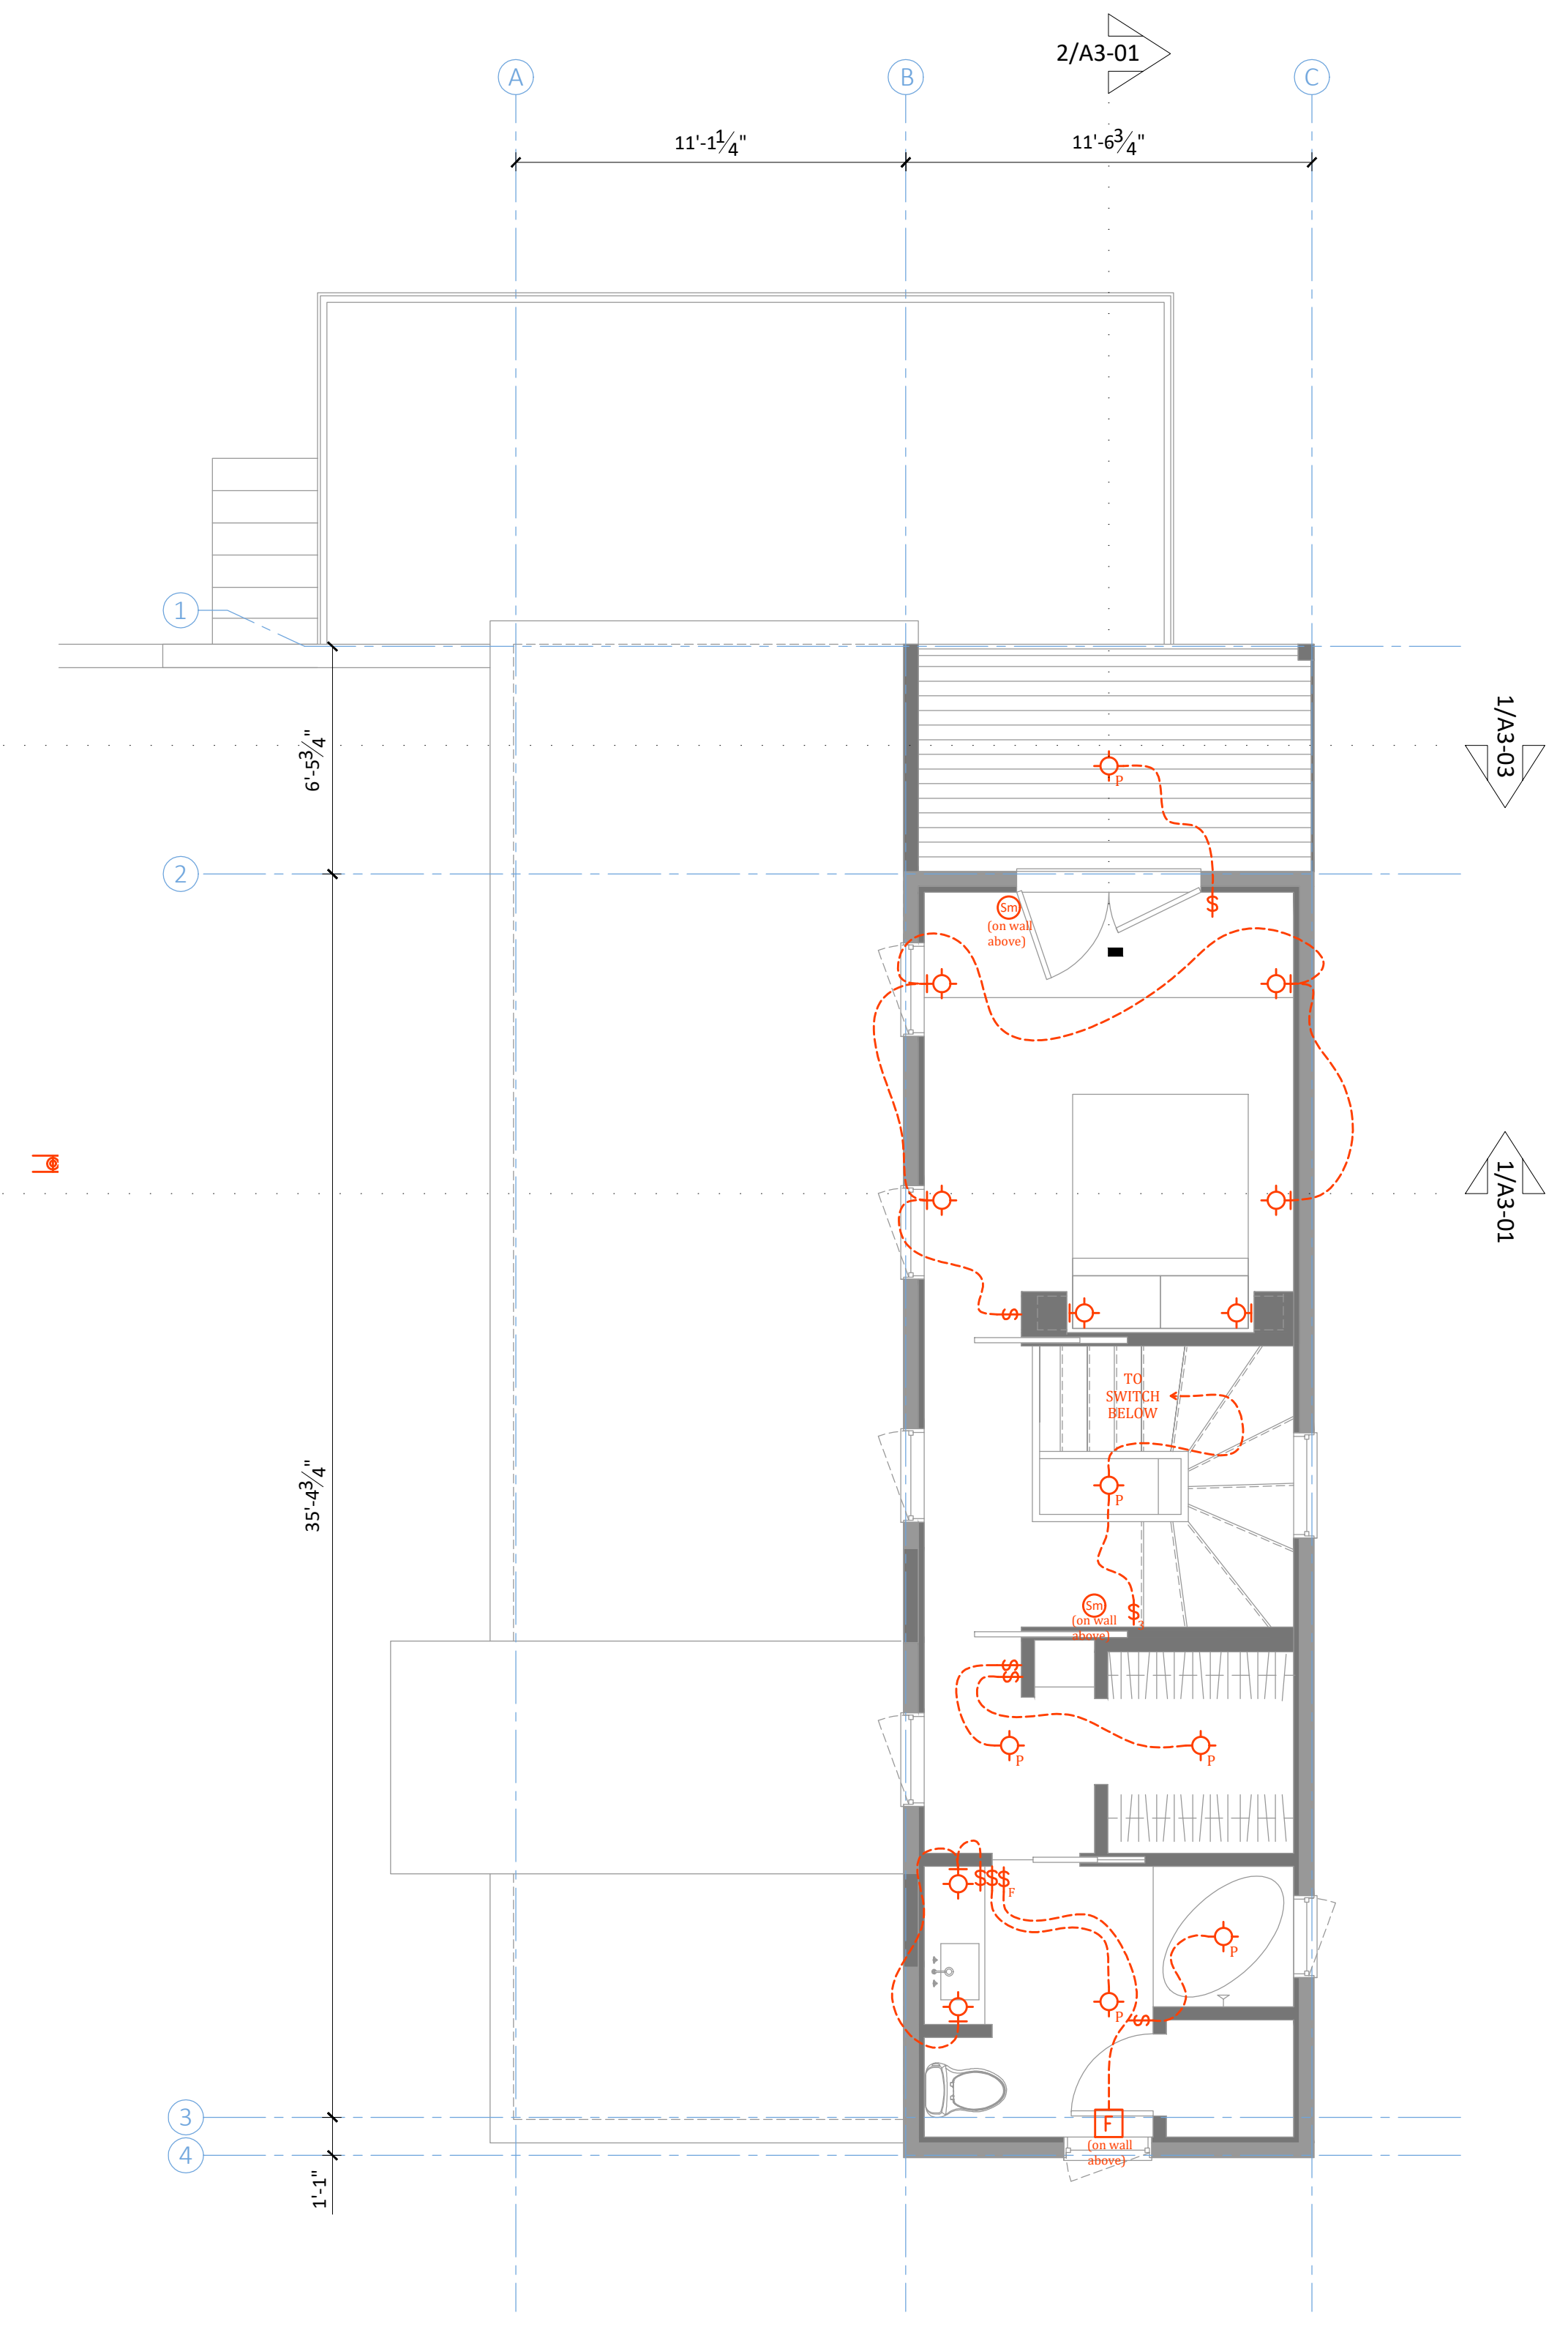 2/A3-01
A
B
C
11'-1 1/4"
11'-6 3/4"
1
6'-5 3/4"
1/A3-03
P
2
$
Sm
(on wall
above)
1/A3-01
$
TO
SWITCH
BELOW
35'-4 3/4"
P
Sm
(on wall
above)
$3
$
$
P
P
$$$F
P
P
$
3
F
(on wall
above)
4
1'-1"